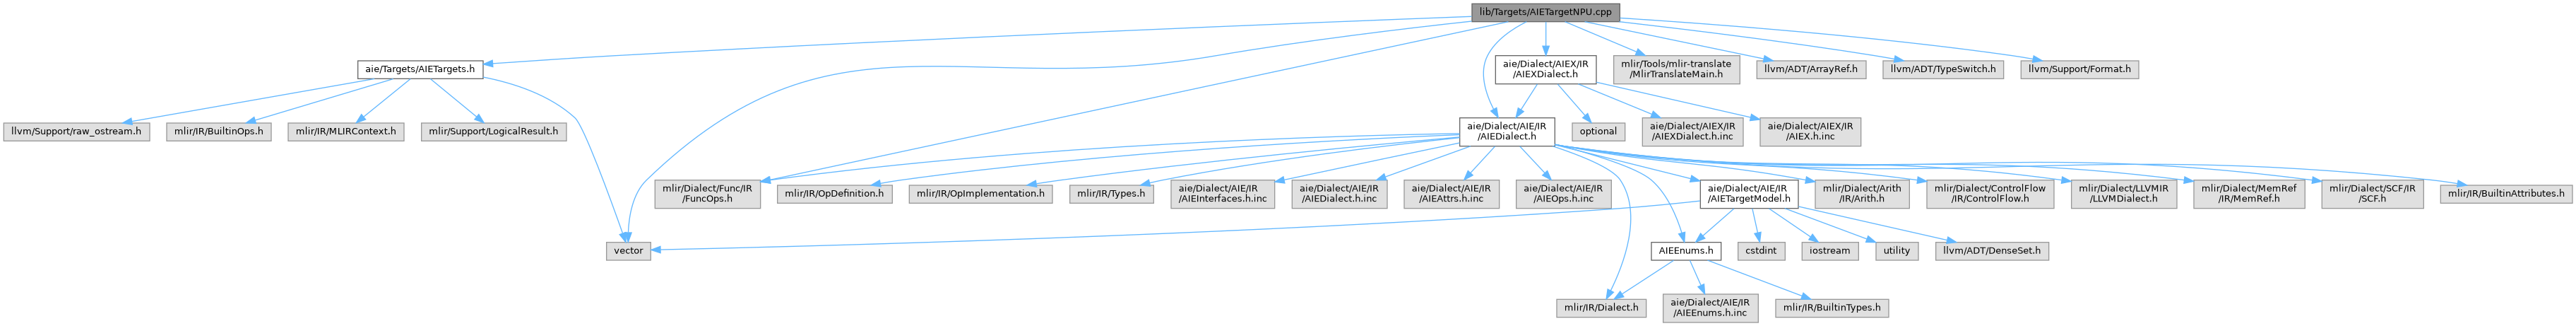 lib/Targets/AIETargetNPU.cpp
aie/Targets/AIETargets.h
aie/Dialect/AIEX/IR
/AIEXDialect.h
mlir/Tools/mlir-translate
/MlirTranslateMain.h
llvm/ADT/ArrayRef.h
llvm/ADT/TypeSwitch.h
llvm/Support/Format.h
llvm/Support/raw_ostream.h
mlir/IR/BuiltinOps.h
mlir/IR/MLIRContext.h
mlir/Support/LogicalResult.h
aie/Dialect/AIE/IR
/AIEDialect.h
optional
aie/Dialect/AIEX/IR
/AIEXDialect.h.inc
aie/Dialect/AIEX/IR
/AIEX.h.inc
mlir/Dialect/Func/IR
/FuncOps.h
mlir/IR/OpDefinition.h
mlir/IR/OpImplementation.h
mlir/IR/Types.h
aie/Dialect/AIE/IR
/AIEInterfaces.h.inc
aie/Dialect/AIE/IR
/AIEDialect.h.inc
aie/Dialect/AIE/IR
/AIEAttrs.h.inc
aie/Dialect/AIE/IR
/AIEOps.h.inc
aie/Dialect/AIE/IR
/AIETargetModel.h
mlir/Dialect/Arith
/IR/Arith.h
mlir/Dialect/ControlFlow
/IR/ControlFlow.h
mlir/Dialect/LLVMIR
/LLVMDialect.h
mlir/Dialect/MemRef
/IR/MemRef.h
mlir/Dialect/SCF/IR
/SCF.h
mlir/IR/BuiltinAttributes.h
vector
AIEEnums.h
cstdint
iostream
utility
llvm/ADT/DenseSet.h
mlir/IR/Dialect.h
aie/Dialect/AIE/IR
/AIEEnums.h.inc
mlir/IR/BuiltinTypes.h